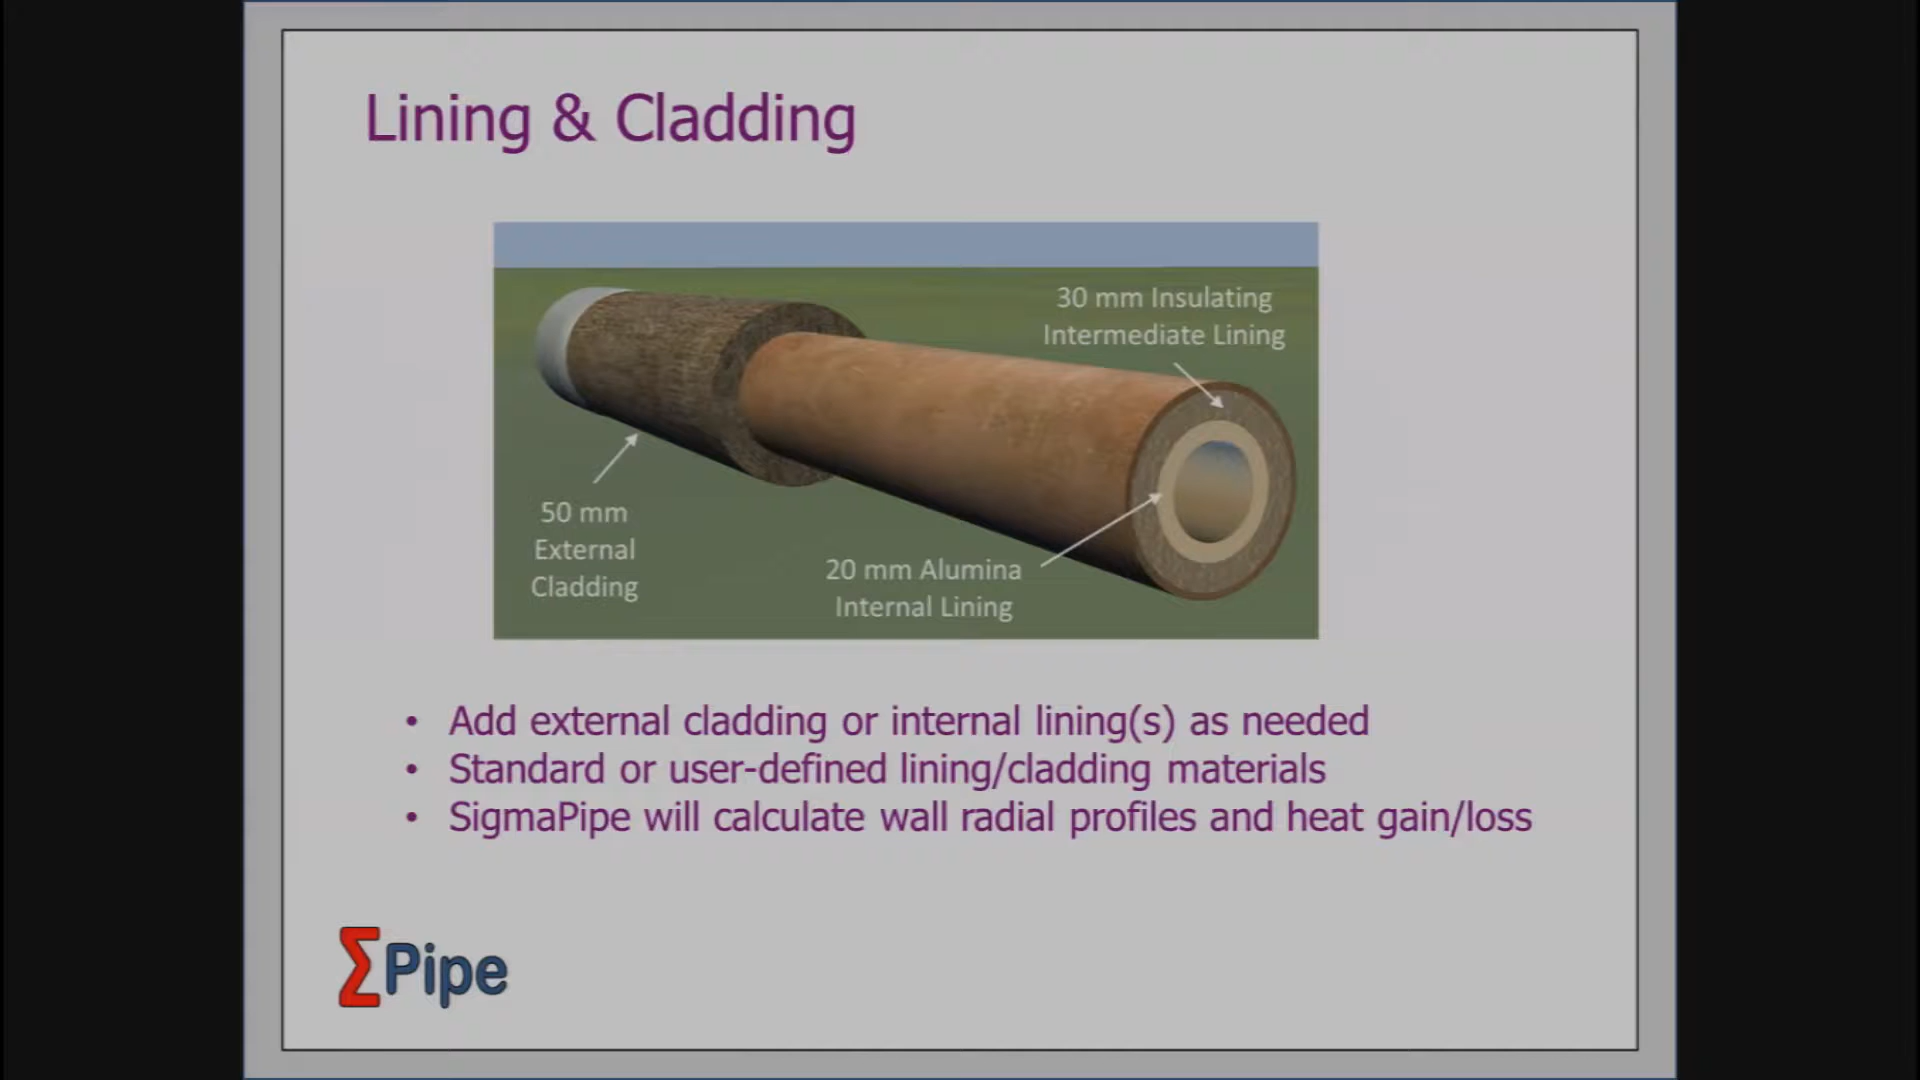 Lining & Cladding
30 mm Insulating
Intermediate Lining
50 mm
External
Cladding
20 mm Alumina
Internal Lining
• Add external cladding or internal lining(s) as needed
• Standard or user-defined lining/cladding materials
• SigmaPipe will calculate wall radial profiles and heat gain/loss
ΣPipe